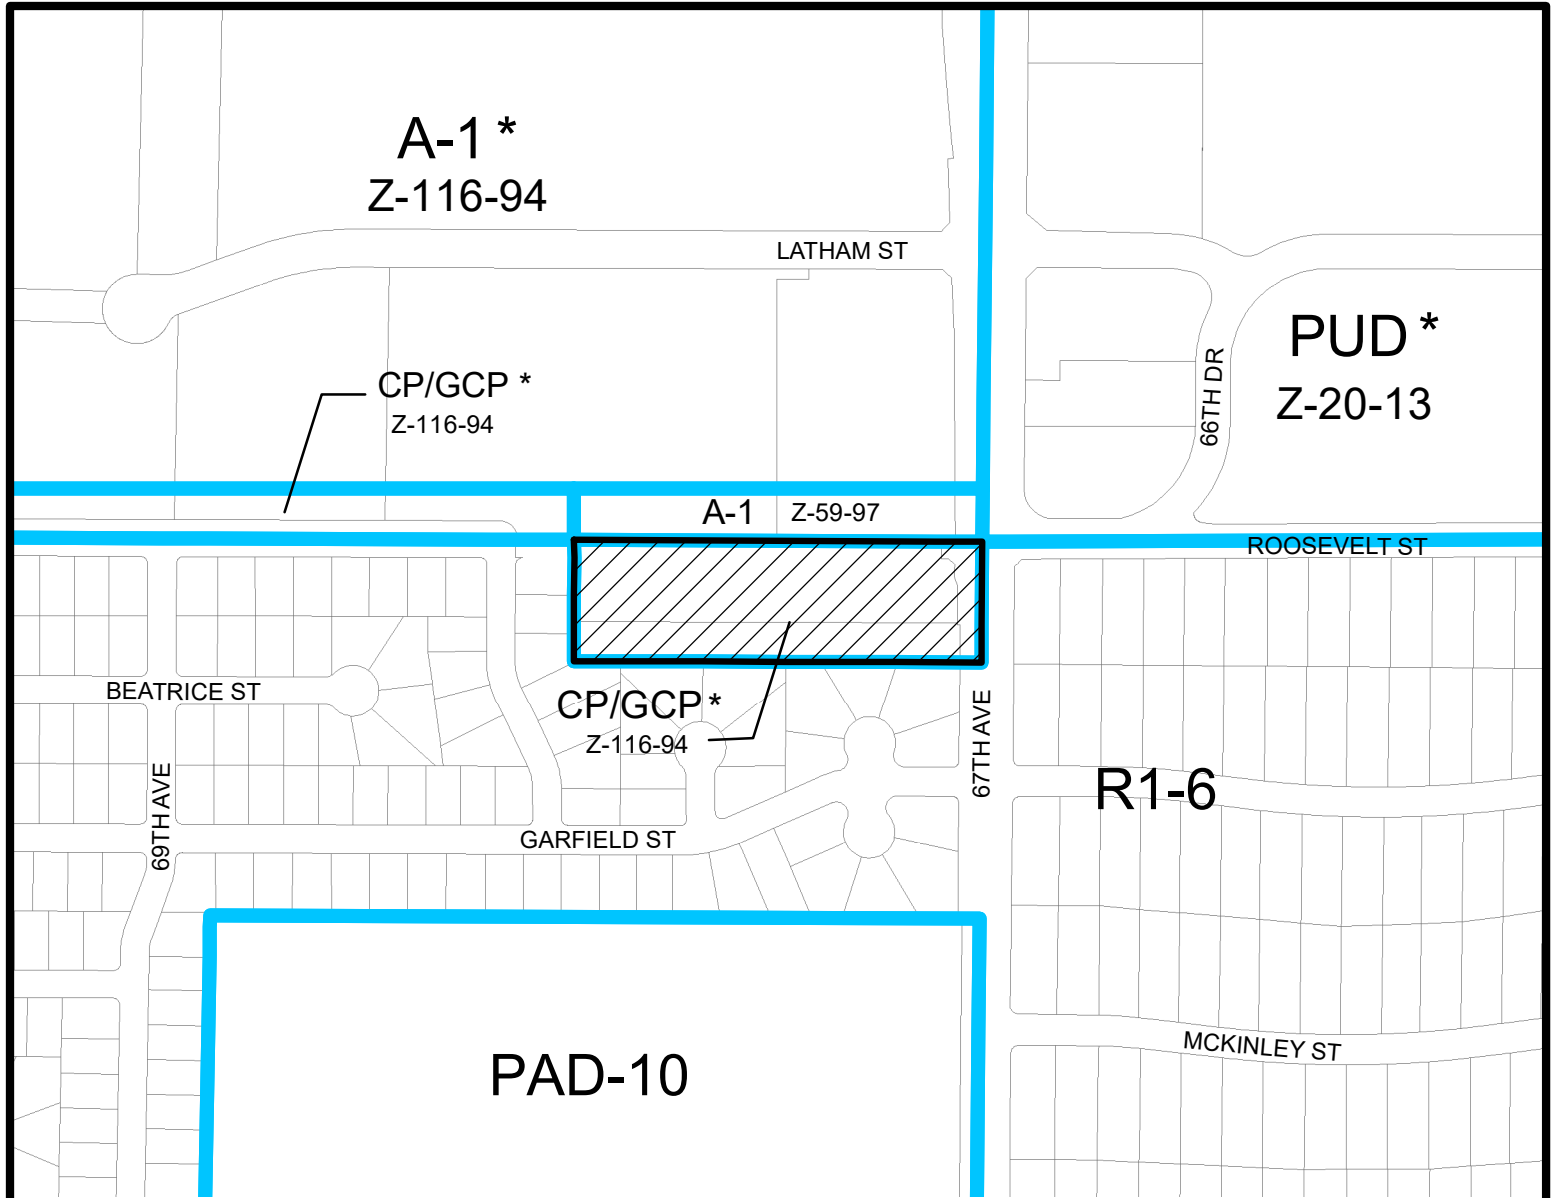 A-1 *
Z-116-94
LATHAM ST
PUD *
Z-20-13
66TH DR
CP/GCP *
Z-116-94
A-1 Z-59-97
ROOSEVELT ST
BEATRICE ST
CP/GCP *
Z-116-94
67TH AVE
R1-6
69TH AVE
GARFIELD ST
MCKINLEY ST
PAD-10